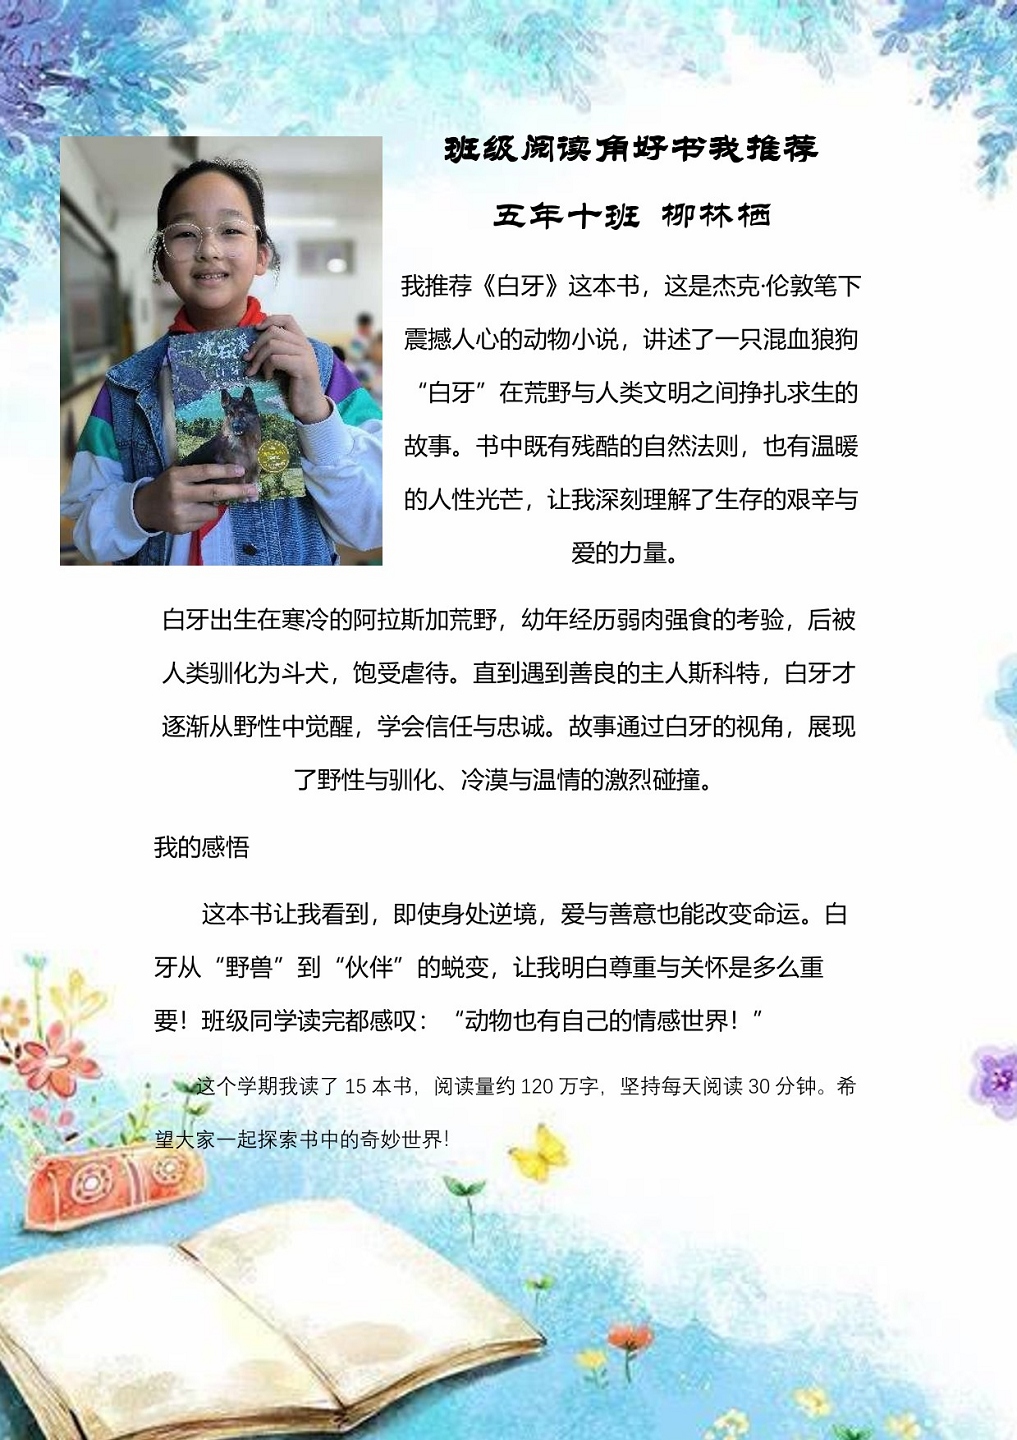 班级阅读角好书我推荐
五年十班 柳林栖
我推荐《白牙》这本书，这是杰克·伦敦笔下
震撼人心的动物小说，讲述了一只混血狼狗
“白牙”在荒野与人类文明之间挣扎求生的
故事。书中既有残酷的自然法则，也有温暖
的人性光芒，让我深刻理解了生存的艰辛与
爱的力量。
白牙出生在寒冷的阿拉斯加荒野，幼年经历弱肉强食的考验，后被
人类驯化为斗犬，饱受虐待。直到遇到善良的主人斯科特，白牙才
逐渐从野性中觉醒，学会信任与忠诚。故事通过白牙的视角，展现
了野性与驯化、冷漠与温情的激烈碰撞。
我的感悟
这本书让我看到，即使身处逆境，爱与善意也能改变命运。白
牙从“野兽”到“伙伴”的蜕变，让我明白尊重与关怀是多么重
要！班级同学读完都感叹：“动物也有自己的情感世界！”
这个学期我读了 15 本书，阅读量约 120 万字，坚持每天阅读 30 分钟。希
望大家一起探索书中的奇妙世界！